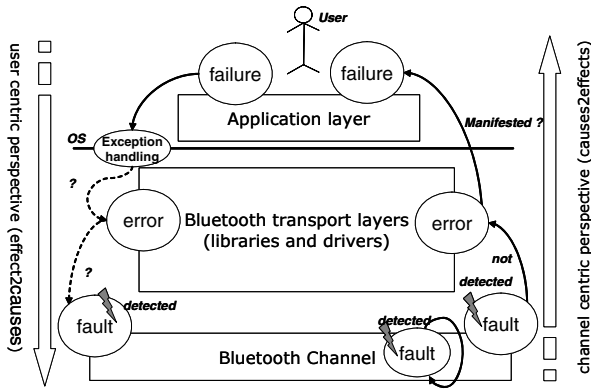 User
failure
failure
Application layer
Manifested ?
OS
Exception
handling
?
error
Bluetooth transport layers
(libraries and drivers)
error
?
not
detected
detected
detected
fault
fault
fault
Bluetooth Channel
user centric perspective (effect2causes)
channel centric perspective (causes2effects)